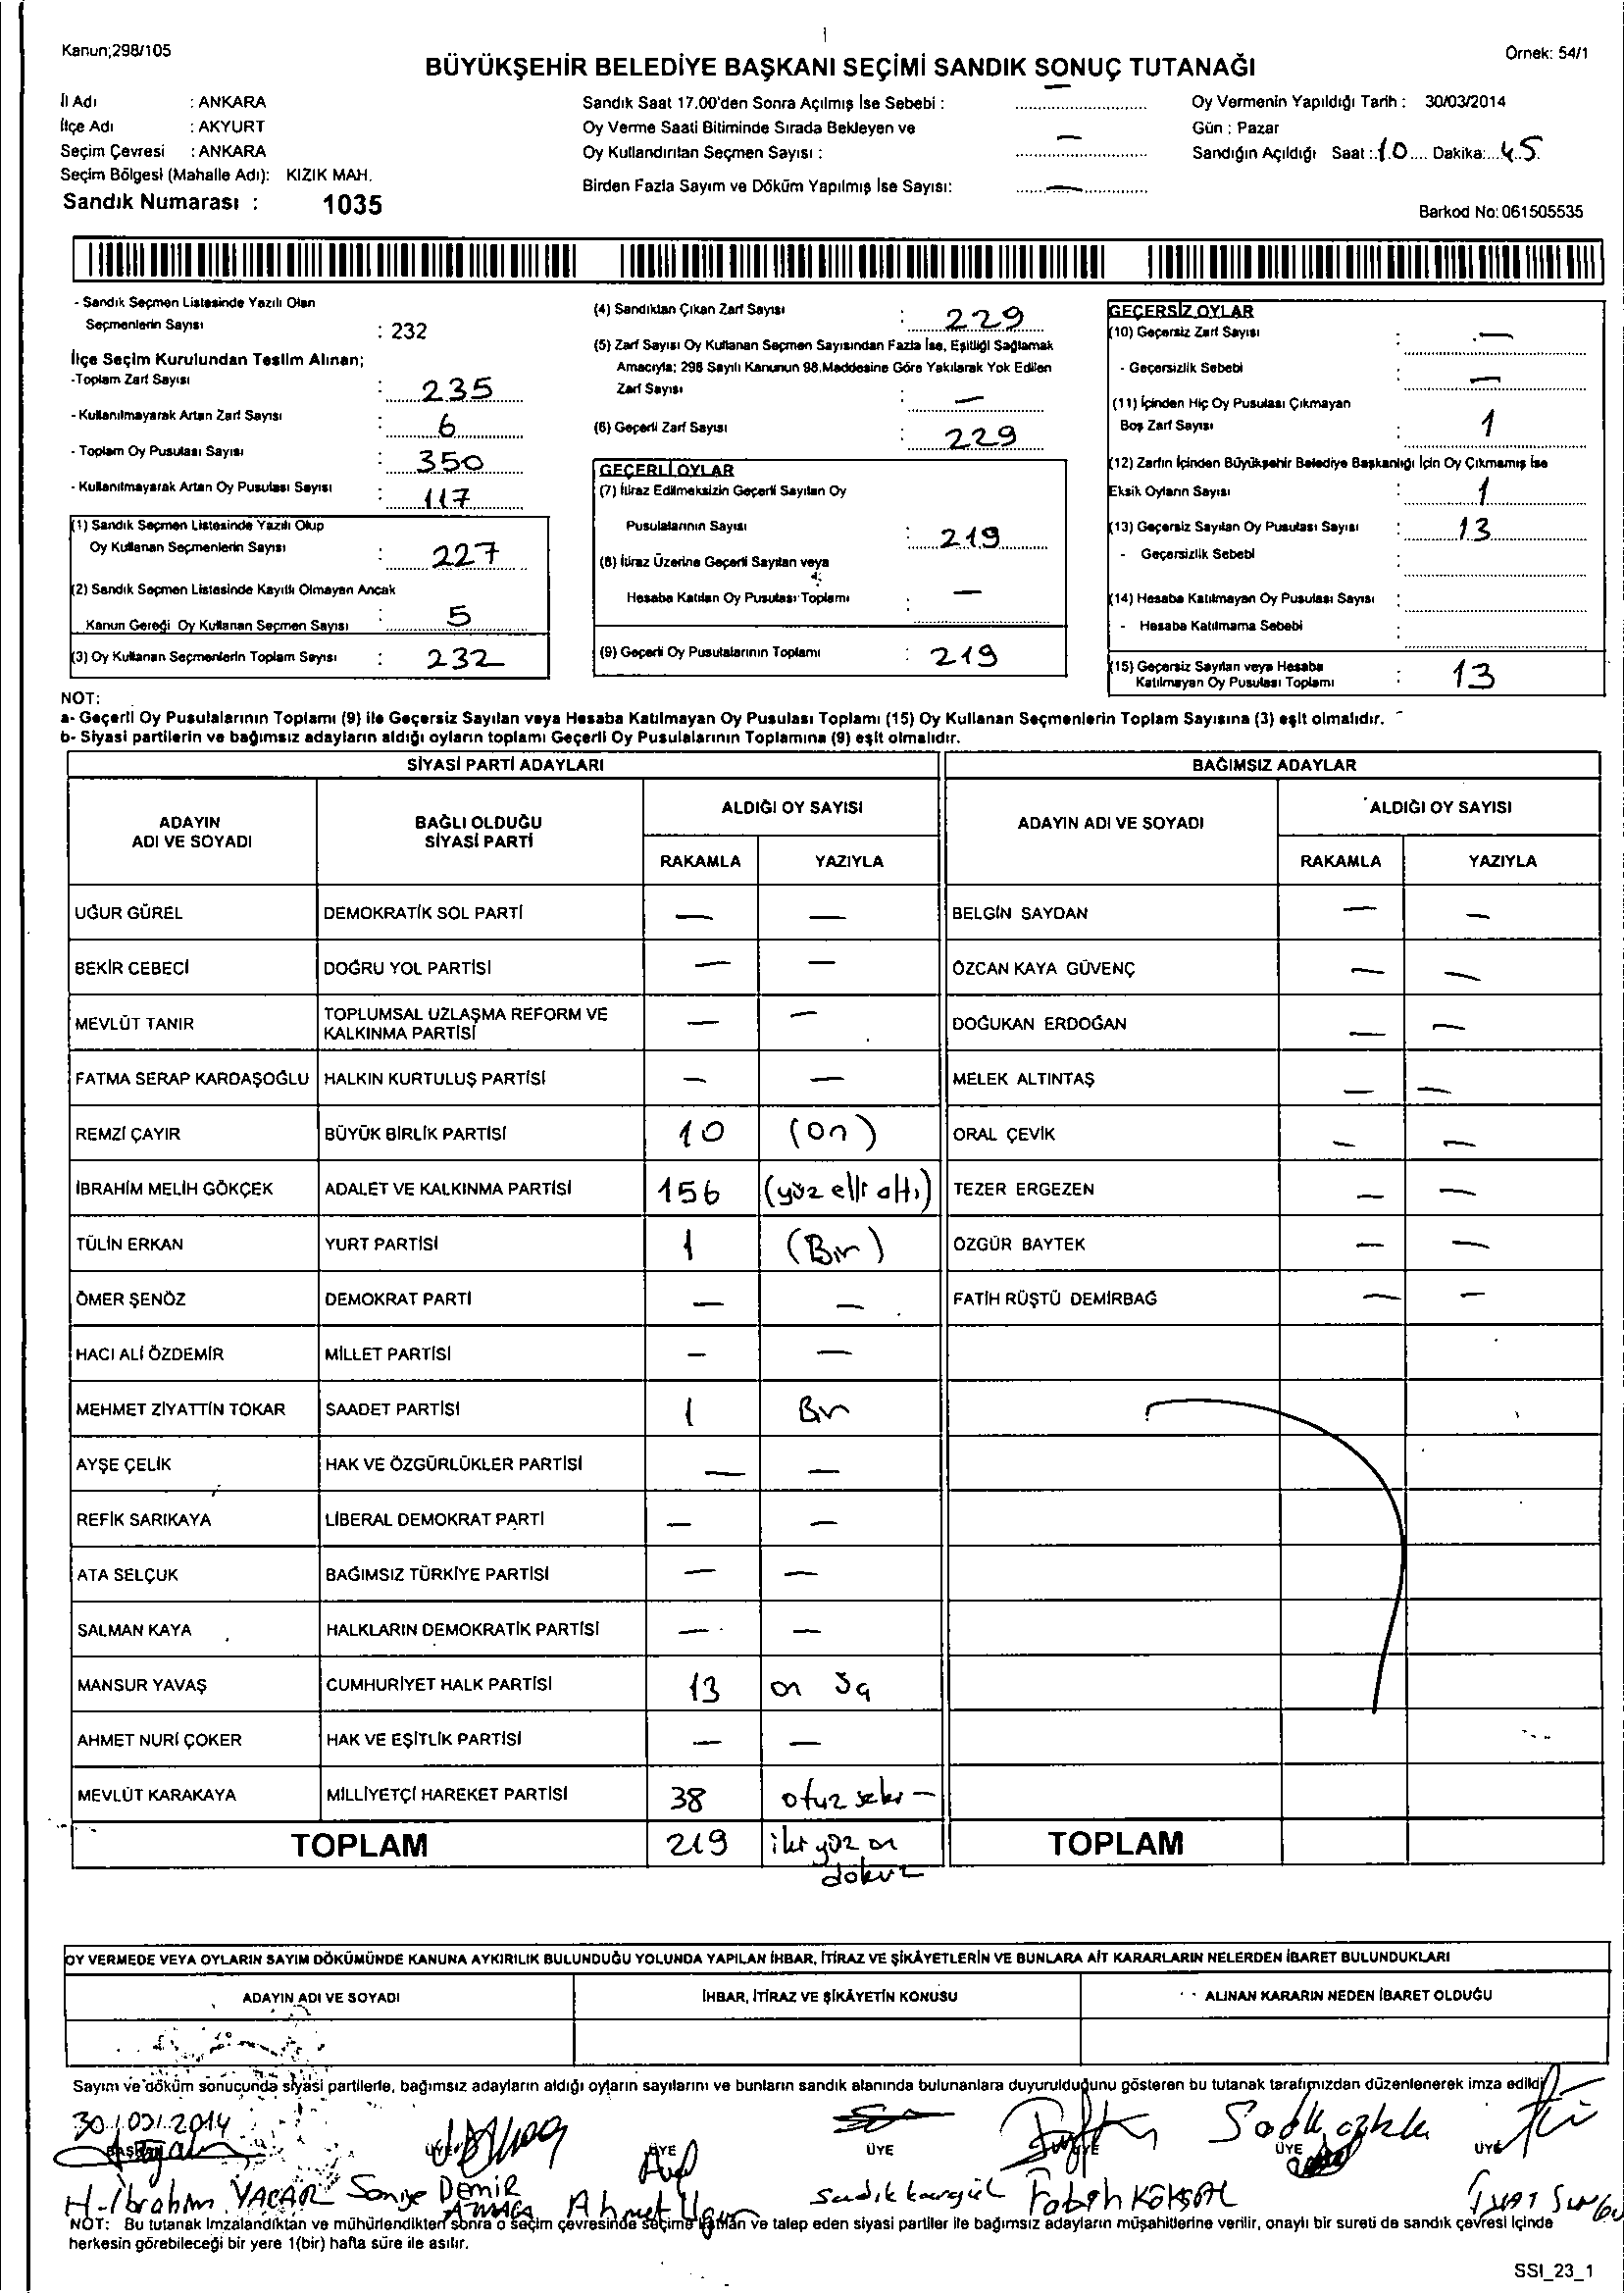 Kanun;298/105
Örnek: 54/1
BÜYÜKŞEHİR BELEDİYE BAŞKANI SEÇİMİ SANDIK SONUÇ TUTANAĞI
İl Adı : ANKARA
İlçe Adı : AKYURT
Seçim Çevresi : ANKARA
Seçim Bölgesi (Mahalle Adı): KIZIK MAH.
Sandık Numarası : 1035
Sandık Saat 17.00'den Sonra Açılmış İse Sebebi : —
Oy Verme Saati Bitiminde Sırada Bekleyen ve
Oy Kullandırılan Seçmen Sayısı : —
Birden Fazla Sayım ve Döküm Yapılmış İse Sayısı: —
Oy Vermenin Yapıldığı Tarih : 30/03/2014
Gün : Pazar
Sandığın Açıldığı Saat : 10 Dakika: 45
Barkod No: 061505535
- Sandık Seçmen Listesinde Yazılı Olan
Seçmenlerin Sayısı : 232
İlçe Seçim Kurulundan Teslim Alınan;
-Toplam Zarf Sayısı : 235
- Kullanılmayarak Artan Zarf Sayısı : 6
- Toplam Oy Pusulası Sayısı : 350
- Kullanılmayarak Artan Oy Pusulası Sayısı : 117
(1) Sandık Seçmen Listesinde Yazılı Olup
Oy Kullanan Seçmenlerin Sayısı : 227
(2) Sandık Seçmen Listesinde Kayıtlı Olmayan Ancak
Kanun Gereği Oy Kullanan Seçmen Sayısı : 5
(3) Oy Kullanan Seçmenlerin Toplam Sayısı : 232
(4) Sandıktan Çıkan Zarf Sayısı : 229
(5) Zarf Sayısı Oy Kullanan Seçmen Sayısından Fazla İse, Eşitliği Sağlamak
Amacıyla; 298 Sayılı Kanunun 98.Maddesine Göre Yakılarak Yok Edilen
Zarf Sayısı : —
(6) Geçerli Zarf Sayısı : 229
GEÇERLİ OYLAR
(7) İtiraz Edilmeksizin Geçerli Sayılan Oy
Pusulalarının Sayısı : 219
(8) İtiraz Üzerine Geçerli Sayılan veya
Hesaba Katılan Oy Pusulası Toplamı : —
(9) Geçerli Oy Pusulalarının Toplamı : 219
GEÇERSİZ OYLAR
(10) Geçersiz Zarf Sayısı : —
- Geçersizlik Sebebi : —
(11) İçinden Hiç Oy Pusulası Çıkmayan
Boş Zarf Sayısı : 1
(12) Zarfın İçinden Büyükşehir Belediye Başkanlığı İçin Oy Çıkmamış İse
Eksik Oyların Sayısı : 1
(13) Geçersiz Sayılan Oy Pusulası Sayısı : 13
- Geçersizlik Sebebi :
(14) Hesaba Katılmayan Oy Pusulası Sayısı :
- Hesaba Katılmama Sebebi :
(15) Geçersiz Sayılan veya Hesaba
Katılmayan Oy Pusulası Toplamı : 13
NOT:
a- Geçerli Oy Pusulalarının Toplamı (9) ile Geçersiz Sayılan veya Hesaba Katılmayan Oy Pusulası Toplamı (15) Oy Kullanan Seçmenlerin Toplam Sayısına (3) eşit olmalıdır.
b- Siyasi partilerin ve bağımsız adayların aldığı oyların toplamı Geçerli Oy Pusulalarının Toplamına (9) eşit olmalıdır.
SİYASİ PARTİ ADAYLARI
ADAYIN ADI VE SOYADI BAĞLI OLDUĞU SİYASİ PARTİ ALDIĞI OY SAYISI
RAKAMLA YAZIYLA
UĞUR GÜREL DEMOKRATİK SOL PARTİ — —
BEKİR CEBECİ DOĞRU YOL PARTİSİ — —
MEVLÜT TANIR TOPLUMSAL UZLAŞMA REFORM VE KALKINMA PARTİSİ — —
FATMA SERAP KARDAŞOĞLU HALKIN KURTULUŞ PARTİSİ — —
REMZİ ÇAYIR BÜYÜK BİRLİK PARTİSİ 10 (on)
İBRAHİM MELİH GÖKÇEK ADALET VE KALKINMA PARTİSİ 156 (yüz elli altı)
TÜLİN ERKAN YURT PARTİSİ 1 (Bir)
ÖMER ŞENÖZ DEMOKRAT PARTİ — —
HACI ALİ ÖZDEMİR MİLLET PARTİSİ — —
MEHMET ZİYATTİN TOKAR SAADET PARTİSİ 1 Bir
AYŞE ÇELİK HAK VE ÖZGÜRLÜKLER PARTİSİ — —
REFİK SARIKAYA LİBERAL DEMOKRAT PARTİ — —
ATA SELÇUK BAĞIMSIZ TÜRKİYE PARTİSİ — —
SALMAN KAYA HALKLARIN DEMOKRATİK PARTİSİ — —
MANSUR YAVAŞ CUMHURİYET HALK PARTİSİ 13 on üç
AHMET NURİ ÇOKER HAK VE EŞİTLİK PARTİSİ — —
MEVLÜT KARAKAYA MİLLİYETÇİ HAREKET PARTİSİ 38 otuz sekiz
TOPLAM 219 iki yüz on dokuz
BAĞIMSIZ ADAYLAR
ADAYIN ADI VE SOYADI ALDIĞI OY SAYISI
RAKAMLA YAZIYLA
BELGİN SAYDAN — —
ÖZCAN KAYA GÜVENÇ — —
DOĞUKAN ERDOĞAN — —
MELEK ALTINTAŞ — —
ORAL ÇEVİK — —
TEZER ERGEZEN — —
ÖZGÜR BAYTEK — —
FATİH RÜŞTÜ DEMİRBAĞ — —
TOPLAM
OY VERMEDE VEYA OYLARIN SAYIM DÖKÜMÜNDE KANUNA AYKIRILIK BULUNDUĞU YOLUNDA YAPILAN İHBAR, İTİRAZ VE ŞİKÂYETLERİN VE BUNLARA AİT KARARLARIN NELERDEN İBARET BULUNDUKLARI
ADAYIN ADI VE SOYADI İHBAR, İTİRAZ VE ŞİKÂYETİN KONUSU ALINAN KARARIN NEDEN İBARET OLDUĞU
Sayım ve döküm sonucunda siyasi partilerle, bağımsız adayların aldığı oyların sayılarını ve bunların sandık alanında bulunanlara duyurulduğunu gösteren bu tutanak tarafımızdan düzenlenerek imza edildi
30/03/2014
BAŞKAN ÜYE ÜYE ÜYE ÜYE ÜYE ÜYE
H.İbrahim YAÇAR Saniye Demir Ahmet Uğur Sadık Fatih KÖKSAL
NOT: Bu tutanak imzalandıktan ve mühürlendikten sonra o seçim çevresinde seçime katılan ve talep eden siyasi partiler ile bağımsız adayların müşahitlerine verilir, onaylı bir sureti de sandık çevresi içinde
herkesin görebileceği bir yere 1(bir) hafta süre ile asılır.
SSI_23_1